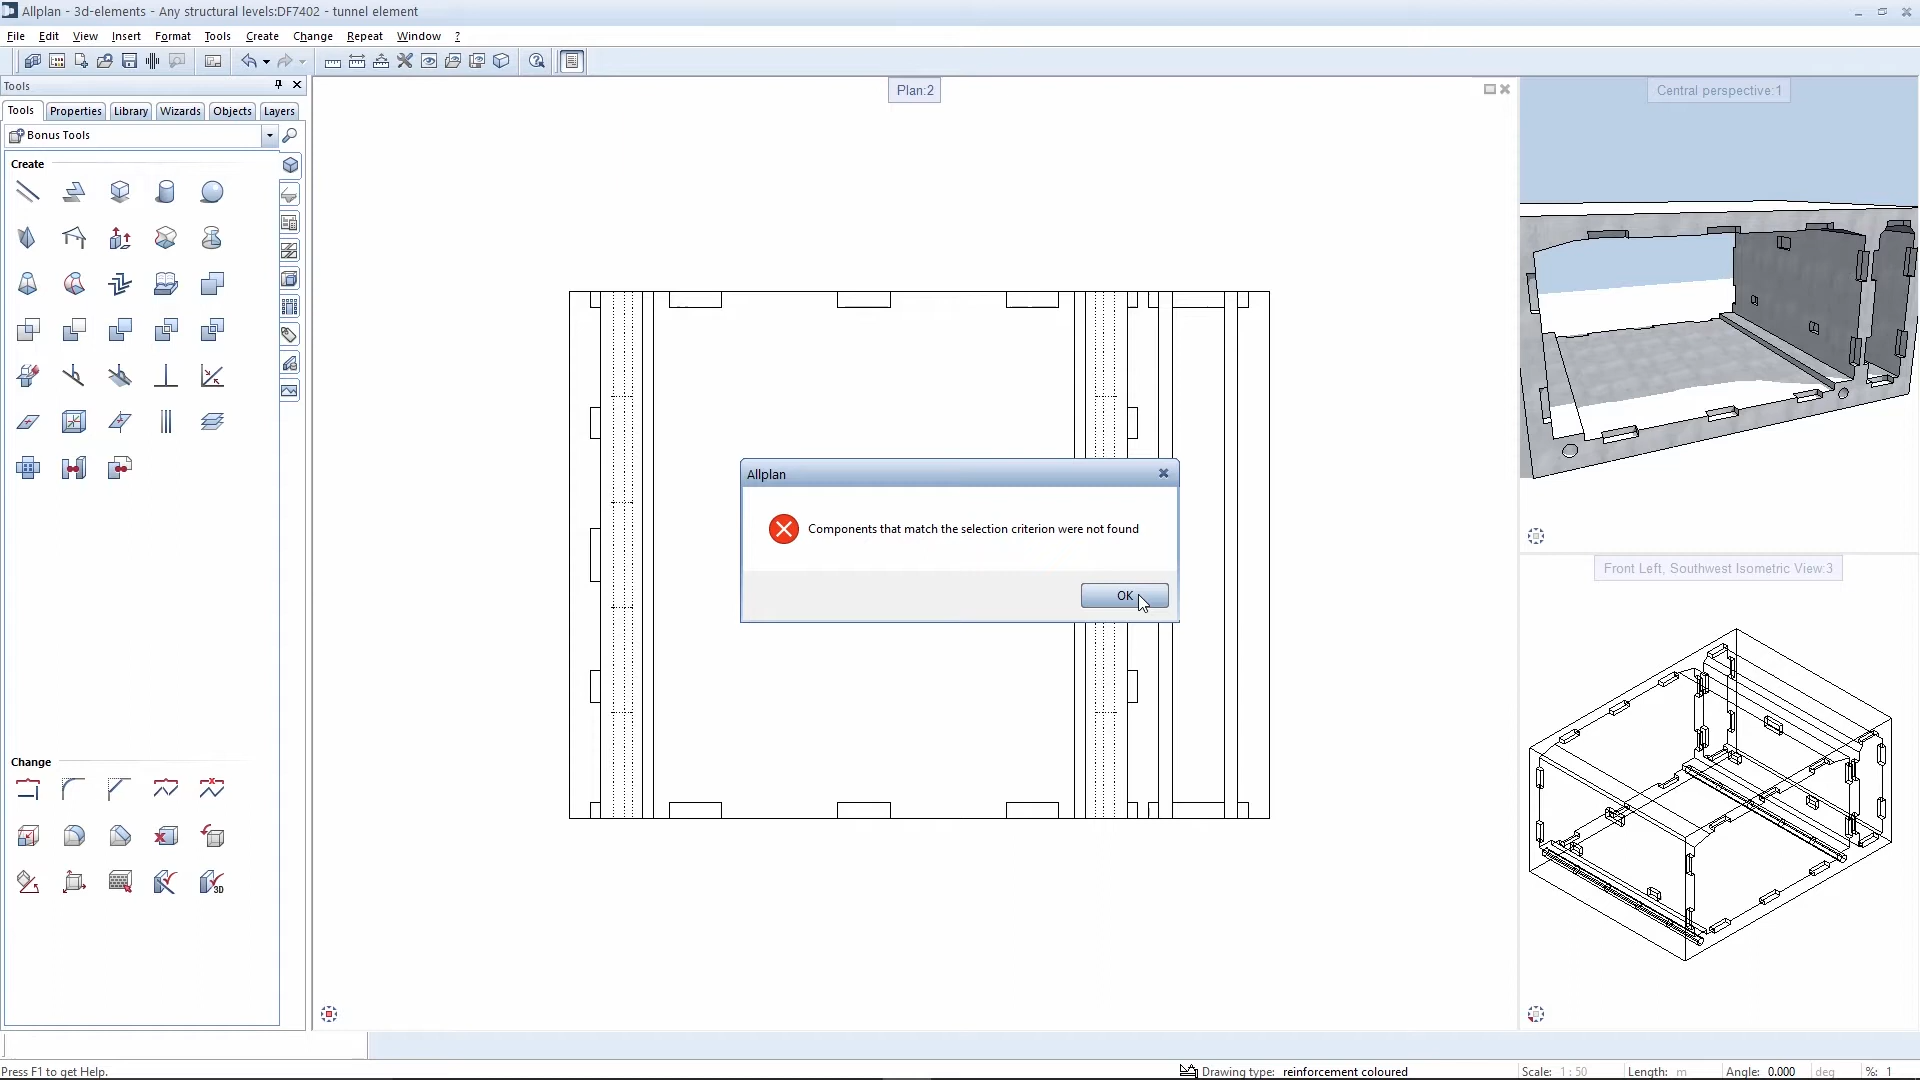 Allplan - 3d-elements - Any structural levels:DF7402 - tunnel element
File Edit View Insert Format Tools Create Change Repeat Window ?
Tools
Tools Properties Library Wizards Objects Layers
Bonus Tools
Create
3D
Change
Plan:2
Central perspective:1
Front Left, Southwest Isometric View:3
Allplan
Components that match the selection criterion were not found
OK
Press F1 to get Help.
Drawing type: reinforcement coloured
Scale: 1 : 50
Length: m
Angle: 0.000 deg
%: 1